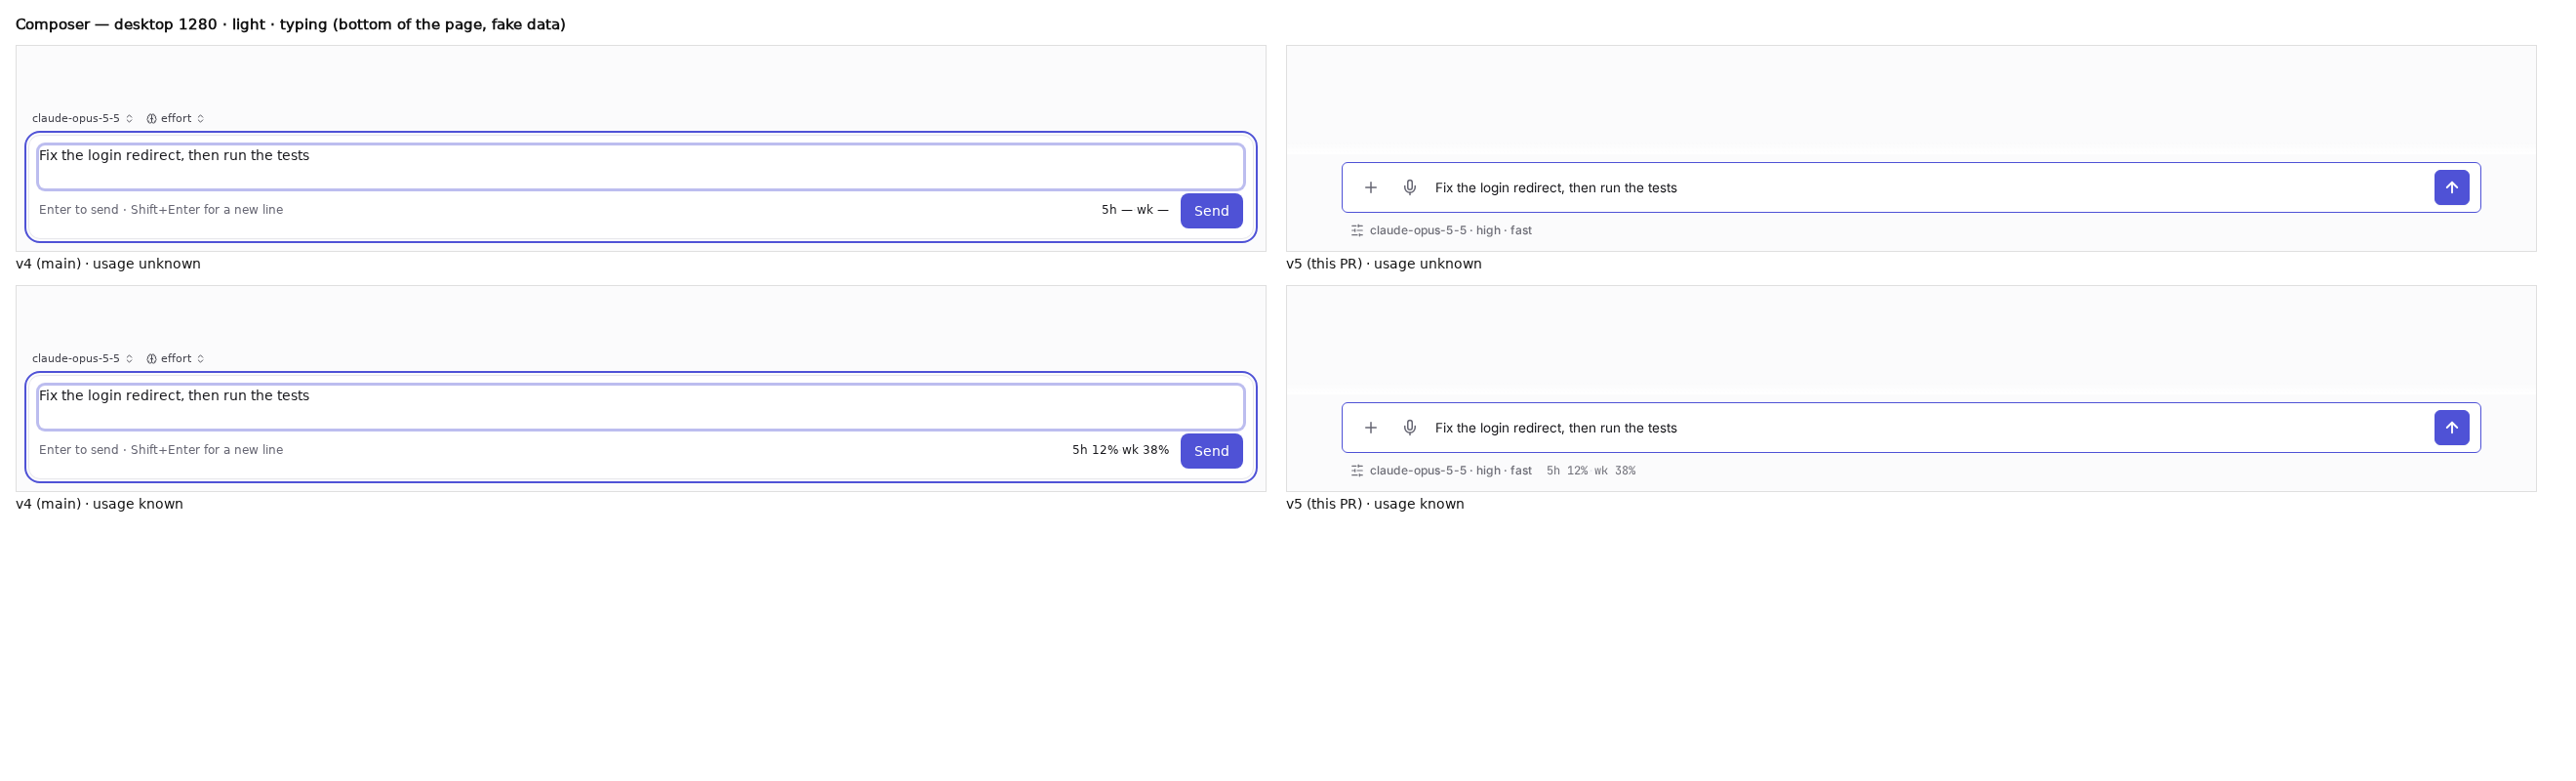 Composer — desktop 1280 · light · typing (bottom of the page, fake data)
claude-opus-5-5 effort
Fix the login redirect, then run the tests
Enter to send · Shift+Enter for a new line 5h — wk — Send
v4 (main) · usage unknown
Fix the login redirect, then run the tests
claude-opus-5-5 · high · fast
v5 (this PR) · usage unknown
claude-opus-5-5 effort
Fix the login redirect, then run the tests
Enter to send · Shift+Enter for a new line 5h 12% wk 38% Send
v4 (main) · usage known
Fix the login redirect, then run the tests
claude-opus-5-5 · high · fast 5h 12% wk 38%
v5 (this PR) · usage known